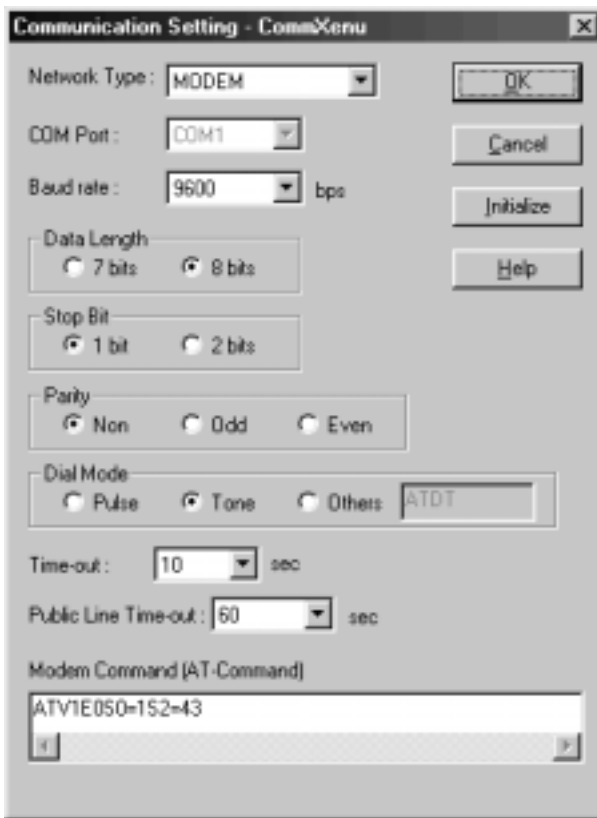 Communication Setting - CommXenu
Network Type : MODEM
OK
COM Port : COM1
Cancel
Baud rate : 9600 bps
Initialize
Data Length
7 bits 8 bits
Help
Stop Bit
1 bit 2 bits
Parity
Non Odd Even
Dial Mode
Pulse Tone Others ATDT
Time-out : 10 sec
Public Line Time-out : 60 sec
Modem Command (AT-Command)
ATV1E0S0=1S2=43